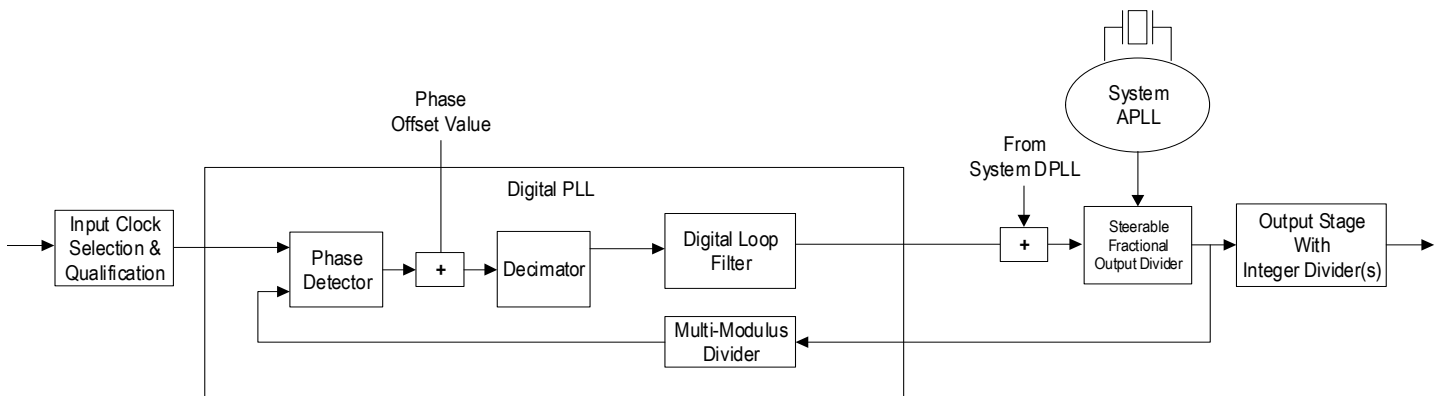 System
APLL
Phase
Offset Value
From
System DPLL
Digital PLL
Input Clock
Selection &
Qualification
Phase
Detector
+
Decimator
Digital Loop
Filter
+
Steerable
Fractional
Output Divider
Output Stage
With
Integer Divider(s)
Multi-Modulus
Divider